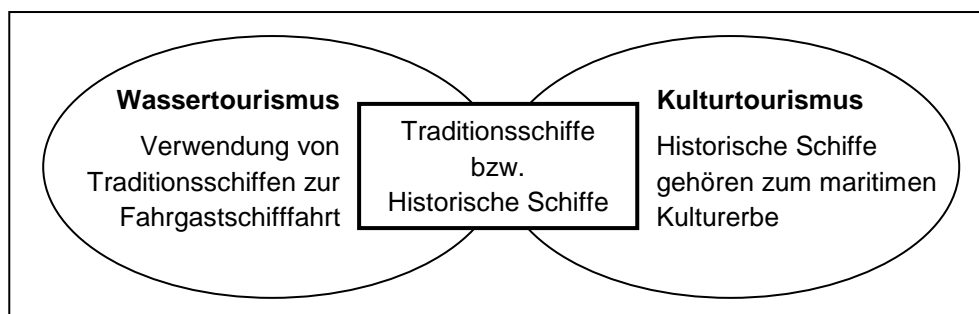 Wassertourismus
Verwendung von
Traditionsschiffen zur
Fahrgastschifffahrt
Traditionsschiffe
bzw.
Historische Schiffe
Kulturtourismus
Historische Schiffe
gehören zum maritimen
Kulturerbe